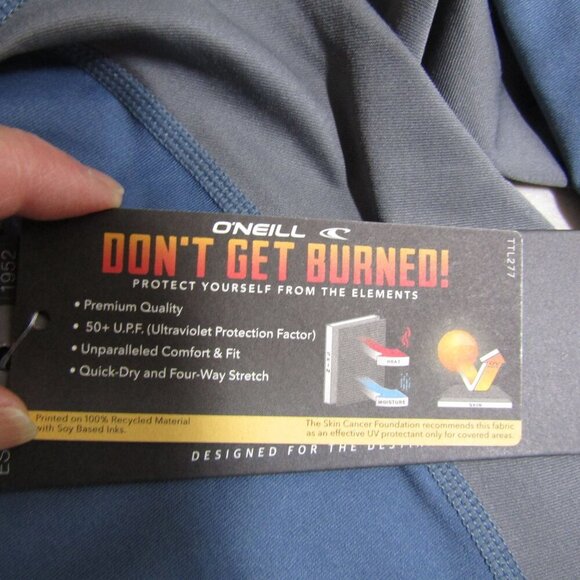 O'NEILL
DON'T GET BURNED!
PROTECT YOURSELF FROM THE ELEMENTS
• Premium Quality
• 50+ U.P.F. (Ultraviolet Protection Factor)
• Unparalleled Comfort & Fit
• Quick-Dry and Four-Way Stretch
SKIN
HEAT
MOISTURE
SKIN
Printed on 100% Recycled Material
with Soy Based Inks.
The Skin Cancer Foundation recommends this fabric
as an effective UV protectant only for covered areas.
TTL277
DESIGNED FOR THE
1952
ES